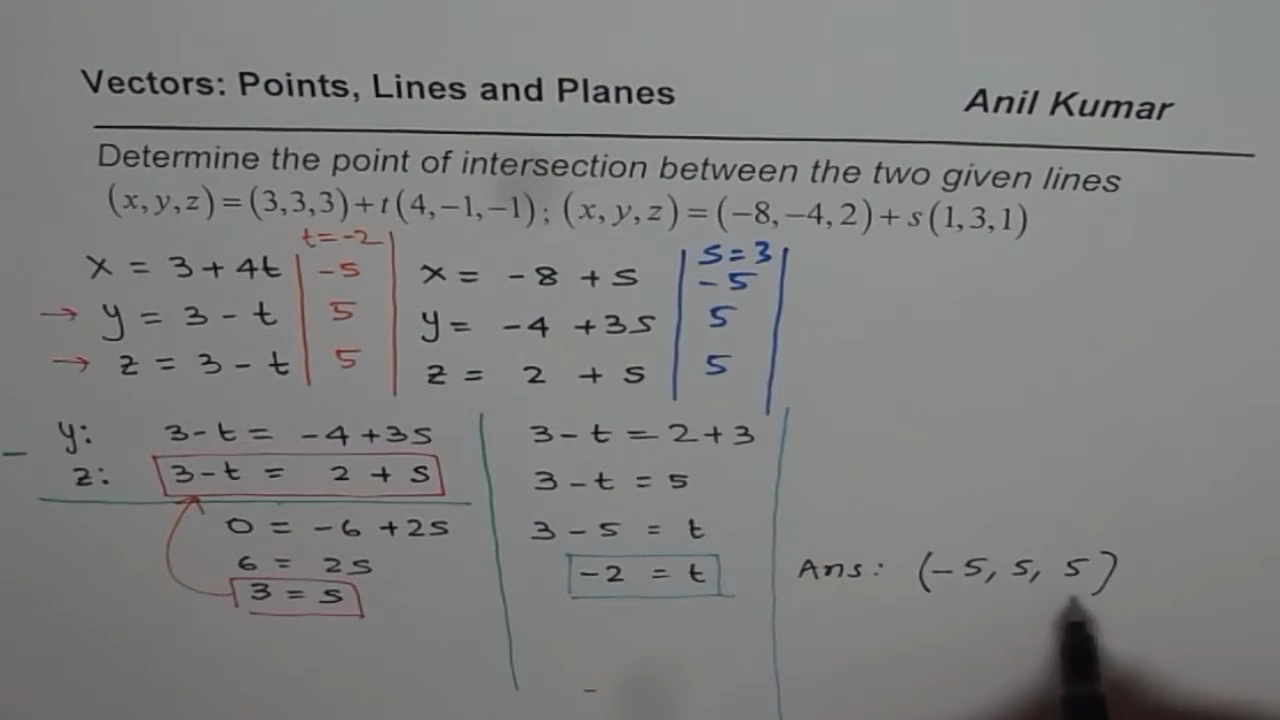 Vectors: Points, Lines and Planes
Anil Kumar
Determine the point of intersection between the two given lines
(x, y, z) = (3,3,3) + t(4,−1,−1) ; (x, y, z) = (−8,−4,2) + s(1,3,1)
t = -2
x = 3 + 4t | -5
→ y = 3 - t | 5
→ z = 3 - t | 5
s = 3
x = -8 + s | -5
y = -4 + 3s | 5
z = 2 + s | 5
y: 3 - t = -4 + 3s
- z: 3 - t = 2 + s
0 = -6 + 2s
6 = 2s
3 = s
3 - t = 2 + 3
3 - t = 5
3 - 5 = t
-2 = t
Ans: (-5, 5, 5)